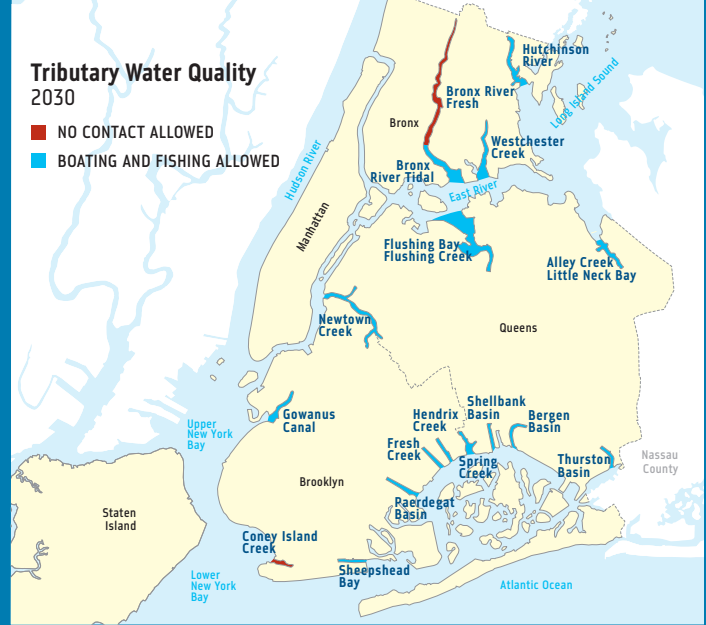 Tributary Water Quality
2030
NO CONTACT ALLOWED
BOATING AND FISHING ALLOWED
Hutchinson
River
Long Island Sound
Bronx River
Fresh
Bronx
Westchester
Creek
Bronx
River Tidal
Hudson River
East River
Manhattan
Flushing Bay
Flushing Creek
Alley Creek
Little Neck Bay
Newtown
Creek
Queens
Gowanus
Canal
Upper
New York
Bay
Hendrix
Creek
Shellbank
Basin
Bergen
Basin
Fresh
Creek
Spring
Creek
Thurston
Basin
Nassau
County
Brooklyn
Paerdegat
Basin
Staten
Island
Coney Island
Creek
Sheepshead
Bay
Lower
New York
Bay
Atlantic Ocean